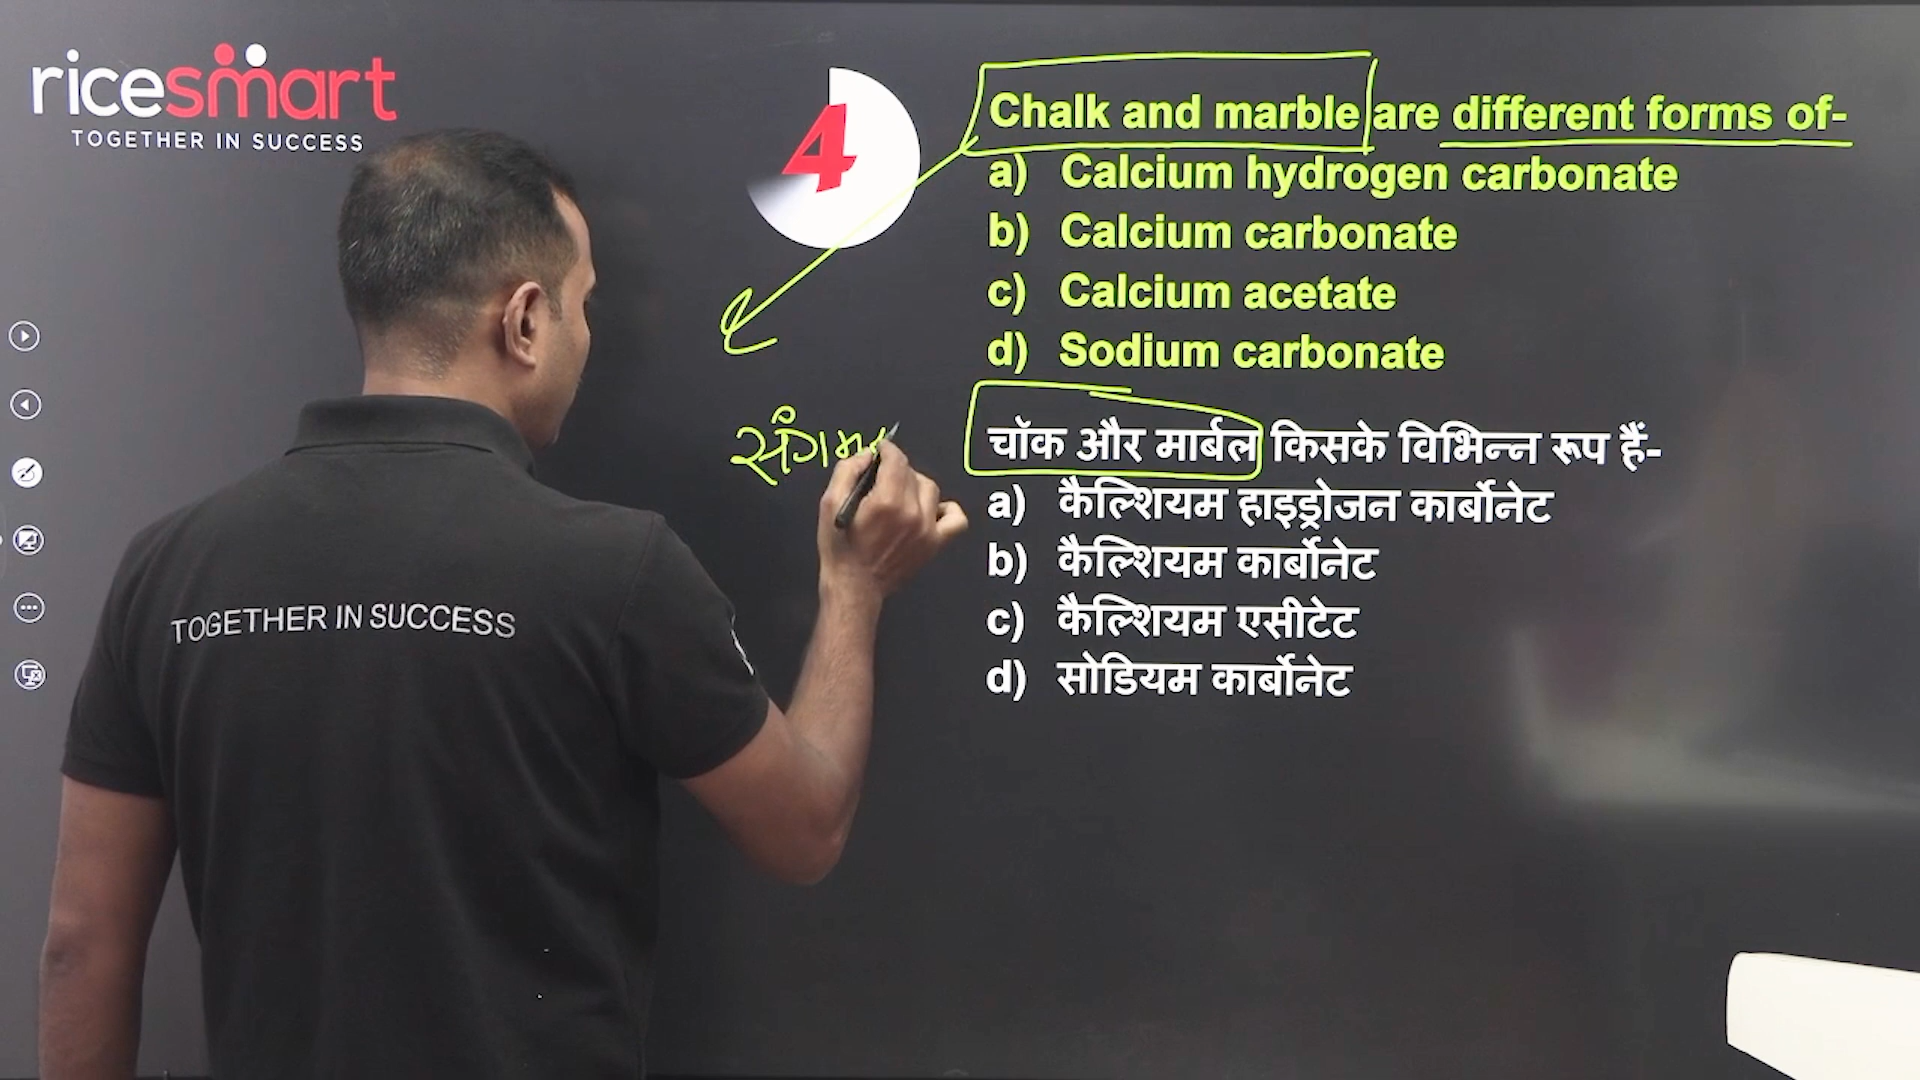 ricesmart
TOGETHER IN SUCCESS
4
Chalk and marble are different forms of-
a) Calcium hydrogen carbonate
b) Calcium carbonate
c) Calcium acetate
d) Sodium carbonate
चॉक और मार्बल किसके विभिन्न रूप हैं-
a) कैल्शियम हाइड्रोजन कार्बोनेट
b) कैल्शियम कार्बोनेट
c) कैल्शियम एसीटेट
d) सोडियम कार्बोनेट
संगम
TOGETHER IN SUCCESS